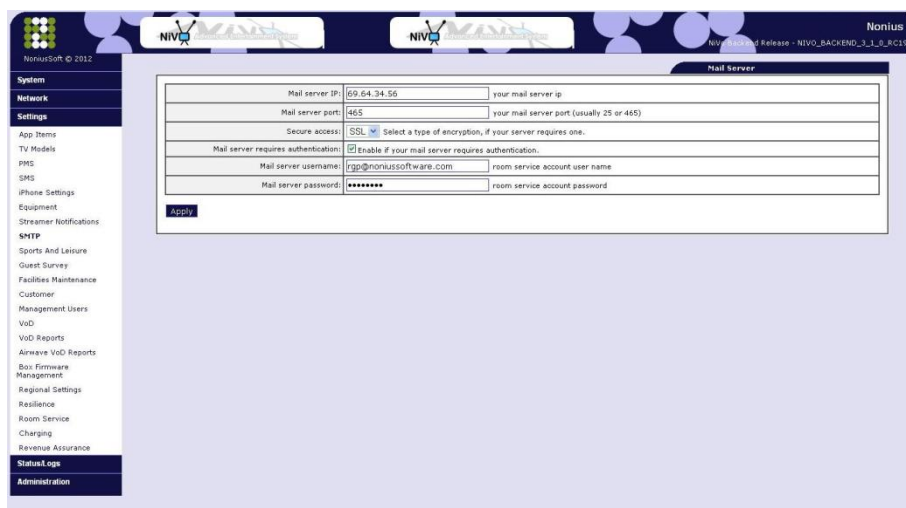 Nonius
NiVo
NiVo
NiVo Backend Release - NIVO_BACKEND_3_1_0_RC19
NoniusSoft © 2012
Mail Server
System
Network
Settings
App Items
TV Models
PMS
SMS
iPhone Settings
Equipment
Streamer Notifications
SMTP
Sports And Leisure
Guest Survey
Facilities Maintenance
Customer
Management Users
VoD
VoD Reports
Airwave VoD Reports
Box Firmware
Management
Regional Settings
Resilience
Room Service
Charging
Revenue Assurance
Status/Logs
Administration
Mail server IP: 69.64.34.56 your mail server ip
Mail server port: 465 your mail server port (usually 25 or 465)
Secure access: SSL Select a type of encryption, if your server requires one.
Mail server requires authentication: Enable if your mail server requires authentication.
Mail server username: rgp@noniussoftware.com room service account user name
Mail server password: •••••••• room service account password
Apply